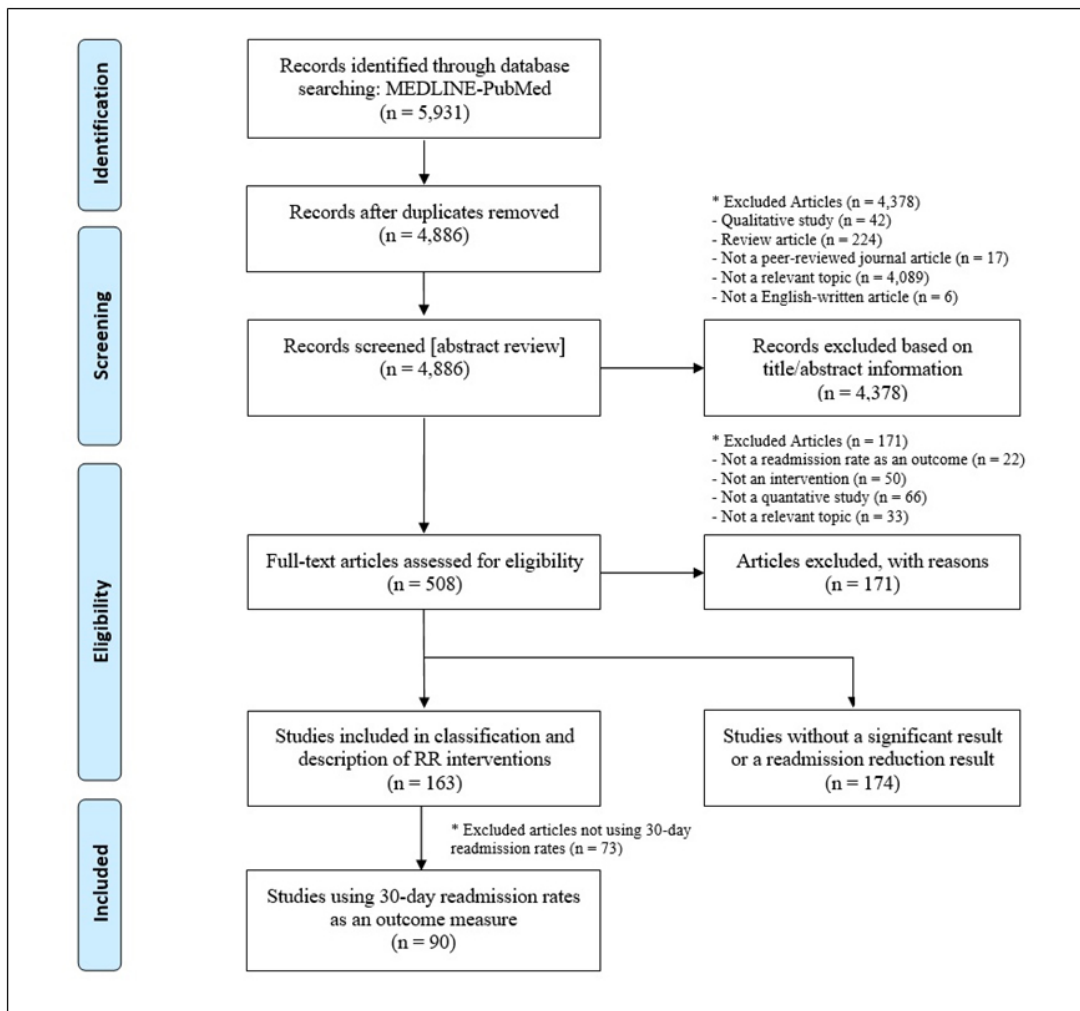 Identification
Records identified through database
searching: MEDLINE-PubMed
(n = 5,931)
Records after duplicates removed
(n = 4,886)
* Excluded Articles (n = 4,378)
- Qualitative study (n = 42)
- Review article (n = 224)
- Not a peer-reviewed journal article (n = 17)
- Not a relevant topic (n = 4,089)
- Not a English-written article (n = 6)
Screening
Records screened [abstract review]
(n = 4,886)
Records excluded based on
title/abstract information
(n = 4,378)
* Excluded Articles (n = 171)
- Not a readmission rate as an outcome (n = 22)
- Not an intervention (n = 50)
- Not a quantative study (n = 66)
- Not a relevant topic (n = 33)
Eligibility
Full-text articles assessed for eligibility
(n = 508)
Articles excluded, with reasons
(n = 171)
Studies included in classification and
description of RR interventions
(n = 163)
Studies without a significant result
or a readmission reduction result
(n = 174)
Included
* Excluded articles not using 30-day
readmission rates (n = 73)
Studies using 30-day readmission rates
as an outcome measure
(n = 90)